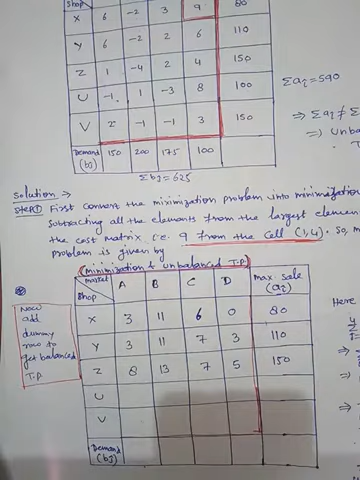 Shop
X 6 -2 3 9 80
Y 6 -2 2 6 110
Z 1 -4 2 4 150
U -1 1 -3 8 100
V 2 -1 -1 3 150
Demand (bj) 150 200 175 100
Σai = 590
⇒ Σai ≠ Σ
⇒ Unba
Σbj = 625
Solution →
STEP① First convert the miximization problem into minimization
subtracting all the elements from the largest elemen
the cost matrix i.e. 9 from the cell (1,4). So, m
problem is given by
(minimization & unbalanced T.P.)
market Shop A B C D max. sale (ai)
X 3 11 6 0 80
Y 3 11 7 3 110
Z 8 13 7 5 150
U
V
Demand (bj)
Now
add
dummy
row to
get balanced
T.P.
Here